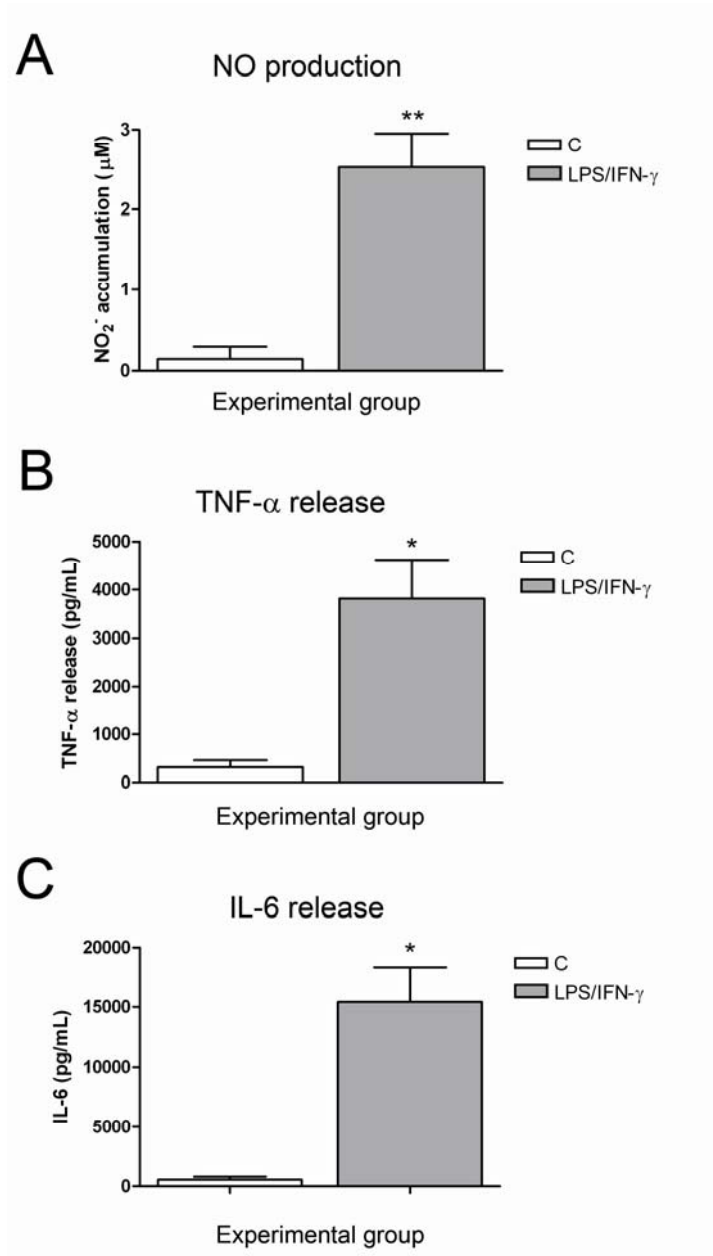 A
NO production
NO₂⁻ accumulation ( μM)
3
2
1
0
**
C
LPS/IFN-γ
Experimental group
B
TNF-α release
TNF-α release (pg/mL)
5000
4000
3000
2000
1000
0
*
C
LPS/IFN-γ
Experimental group
C
IL-6 release
IL-6 (pg/mL)
20000
15000
10000
5000
0
*
C
LPS/IFN-γ
Experimental group